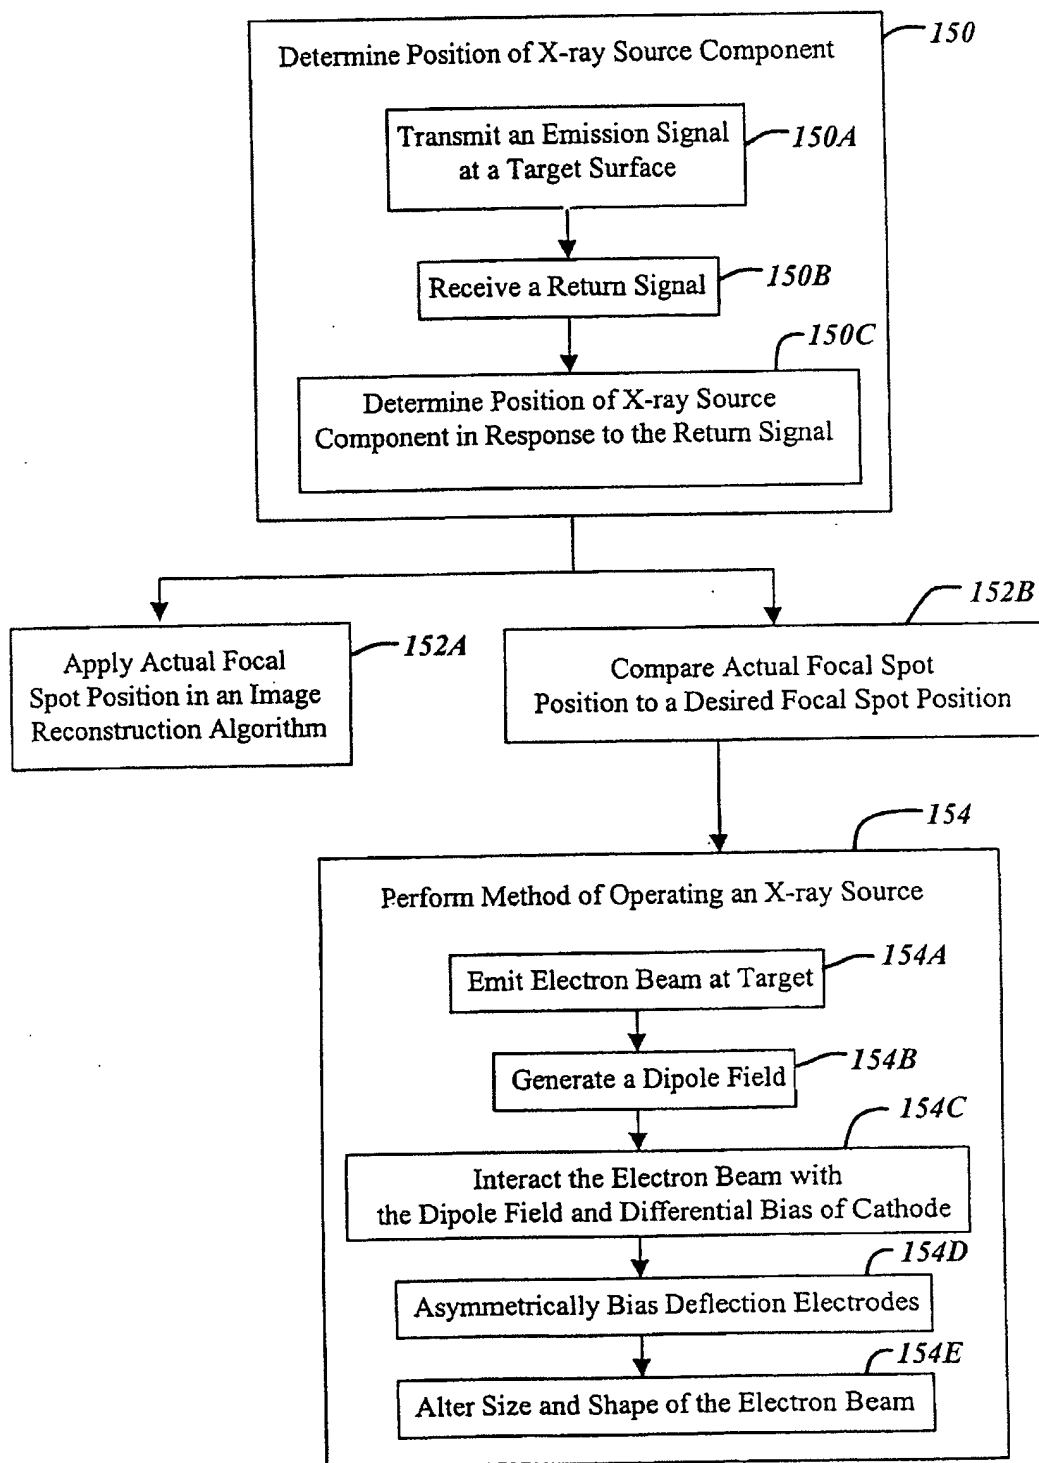 150
Determine Position of X-ray Source Component
Transmit an Emission Signal
at a Target Surface
150A
Receive a Return Signal
150B
150C
Determine Position of X-ray Source
Component in Response to the Return Signal
152B
Apply Actual Focal
Spot Position in an Image
Reconstruction Algorithm
152A
Compare Actual Focal Spot
Position to a Desired Focal Spot Position
154
Perform Method of Operating an X-ray Source
Emit Electron Beam at Target
154A
Generate a Dipole Field
154B
154C
Interact the Electron Beam with
the Dipole Field and Differential Bias of Cathode
154D
Asymmetrically Bias Deflection Electrodes
154E
Alter Size and Shape of the Electron Beam